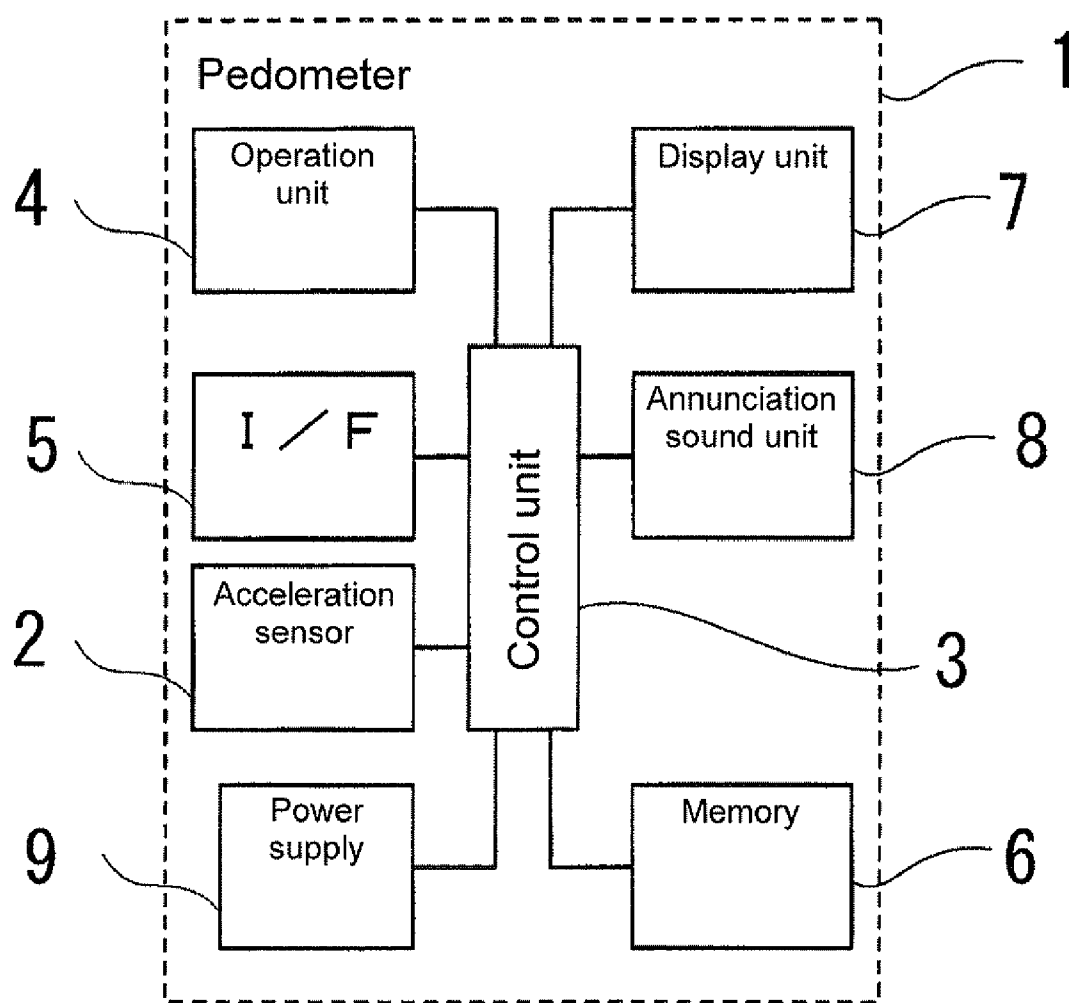 Pedometer
1
Operation
unit
4
Display unit
7
I / F
5
Annunciation
sound unit
8
Control unit
3
Acceleration
sensor
2
Power
supply
9
Memory
6